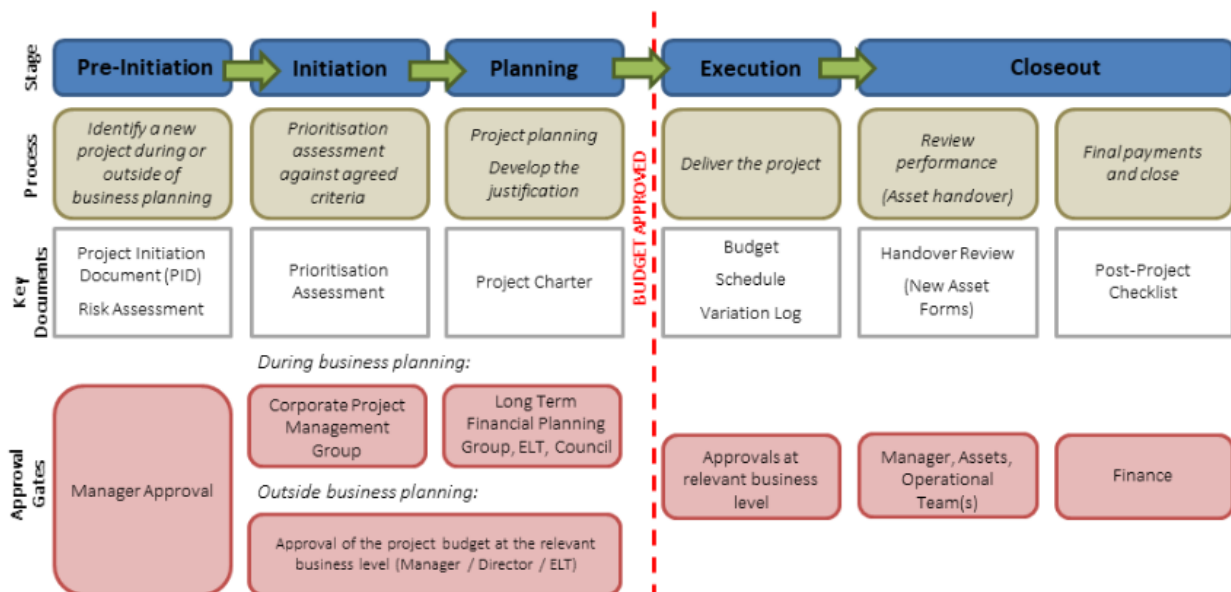 Stage
Pre-Initiation
Initiation
Planning
Execution
Closeout
Process
Identify a new
project during or
outside of
business planning
Prioritisation
assessment
against agreed
criteria
Project planning
Develop the
justification
Deliver the project
Review
performance
(Asset handover)
Final payments
and close
BUDGET APPROVED
Key
Documents
Project Initiation
Document (PID)
Risk Assessment
Prioritisation
Assessment
Project Charter
Budget
Schedule
Variation Log
Handover Review
(New Asset
Forms)
Post-Project
Checklist
Approval
Gates
Manager Approval
During business planning:
Corporate Project
Management
Group
Long Term
Financial Planning
Group, ELT, Council
Outside business planning:
Approval of the project budget at the relevant
business level (Manager / Director / ELT)
Approvals at
relevant business
level
Manager, Assets,
Operational
Team(s)
Finance